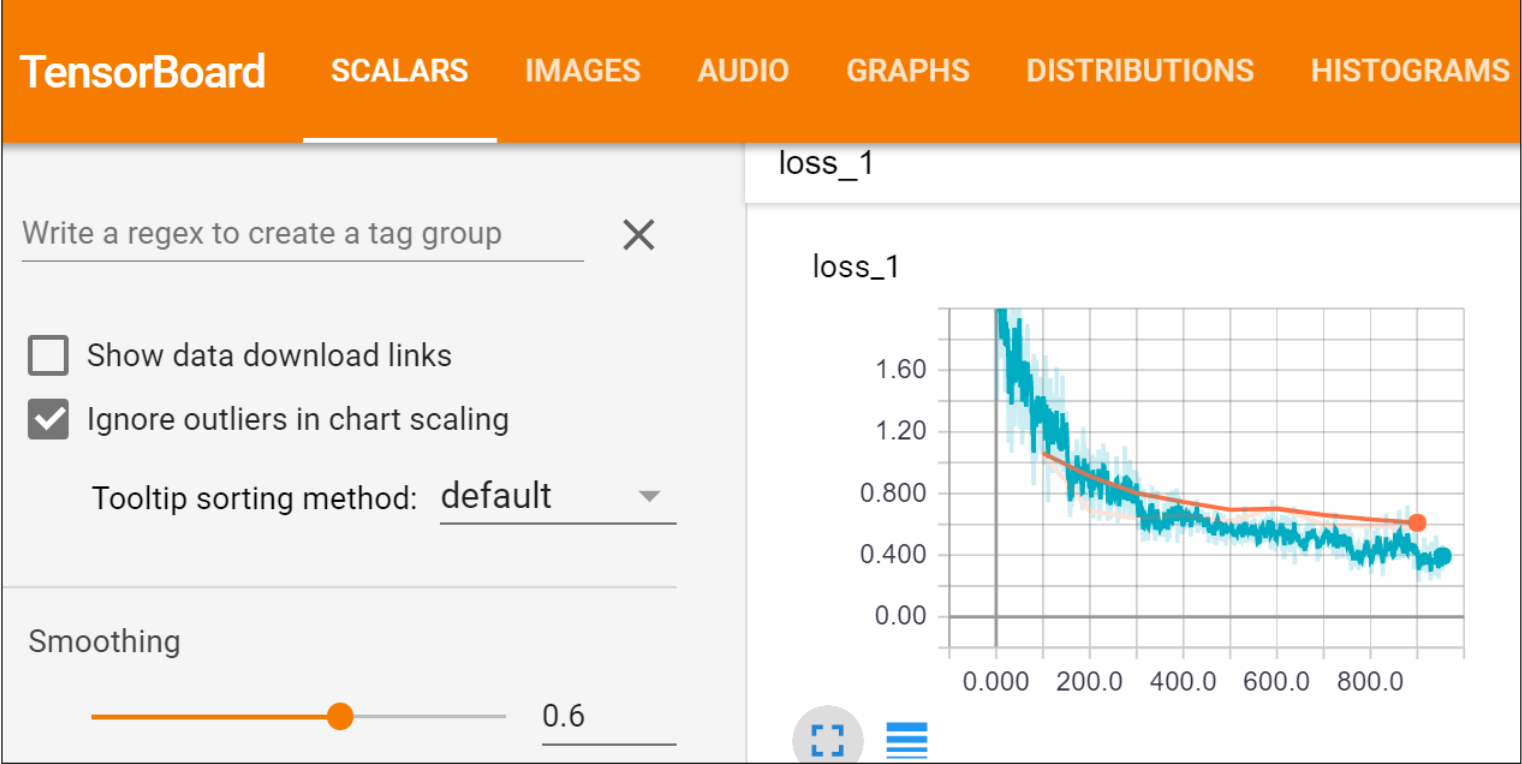 TensorBoard SCALARS IMAGES AUDIO GRAPHS DISTRIBUTIONS HISTOGRAMS
Write a regex to create a tag group
Show data download links
Ignore outliers in chart scaling
Tooltip sorting method: default
Smoothing
0.6
loss_1
loss_1
1.60
1.20
0.800
0.400
0.00
0.000 200.0 400.0 600.0 800.0